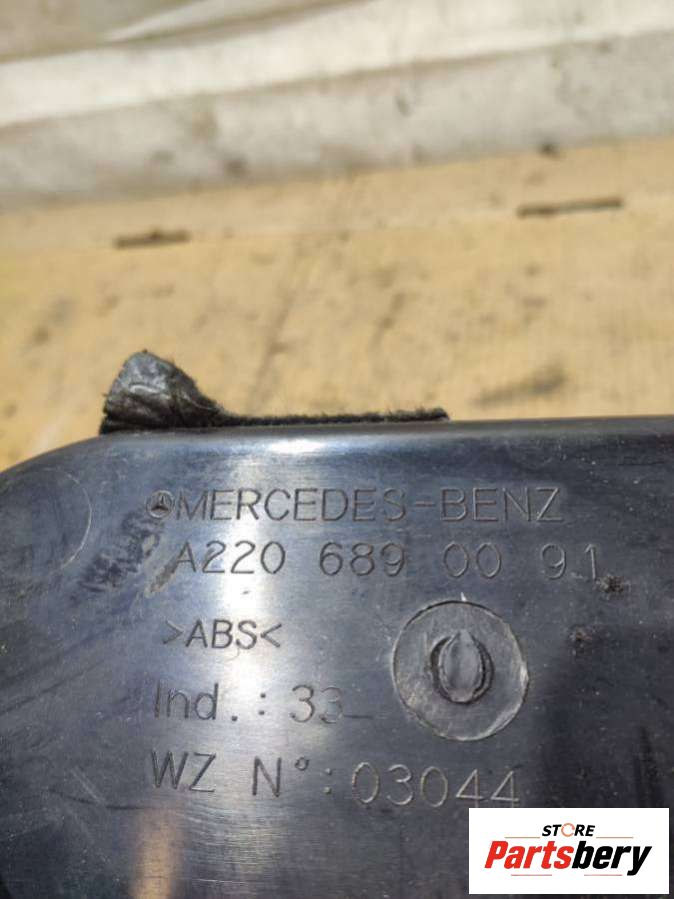 MERCEDES-BENZ
A220 689 00 91
>ABS<
Ind.: 33
WZ N°: 03044
STORE
Partsbery